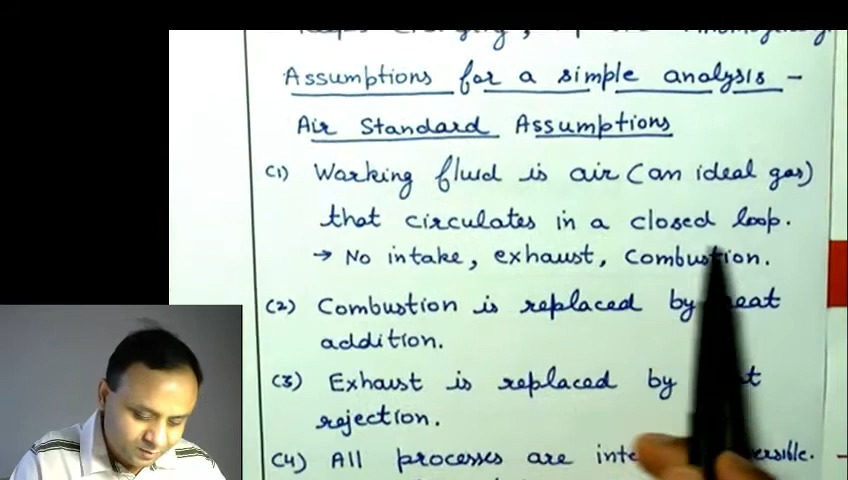 Assumptions for a simple analysis -
Air Standard Assumptions
(1) Working fluid is air (an ideal gas)
that circulates in a closed loop.
→ No intake, exhaust, combustion.
(2) Combustion is replaced by heat
addition.
(3) Exhaust is replaced by
rejection.
(4) All processes are